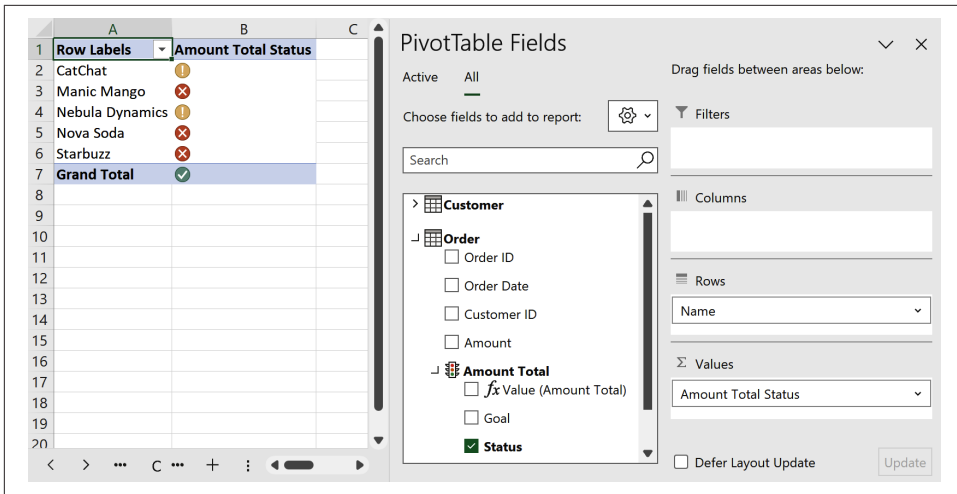 A B C
1 Row Labels Amount Total Status
2 CatChat
3 Manic Mango
4 Nebula Dynamics
5 Nova Soda
6 Starbuzz
7 Grand Total
8
9
10
11
12
13
14
15
16
17
18
19
20
C ••• +
PivotTable Fields
Active All
Choose fields to add to report:
Search
Customer
Order
Order ID
Order Date
Customer ID
Amount
Amount Total
fx Value (Amount Total)
Goal
Status
Drag fields between areas below:
Filters
Columns
Rows
Name
Σ Values
Amount Total Status
Defer Layout Update Update